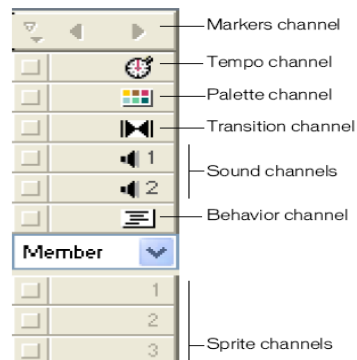 Markers channel
Tempo channel
Palette channel
Transition channel
1
Sound channels
2
Behavior channel
Member
1
2
Sprite channels
3